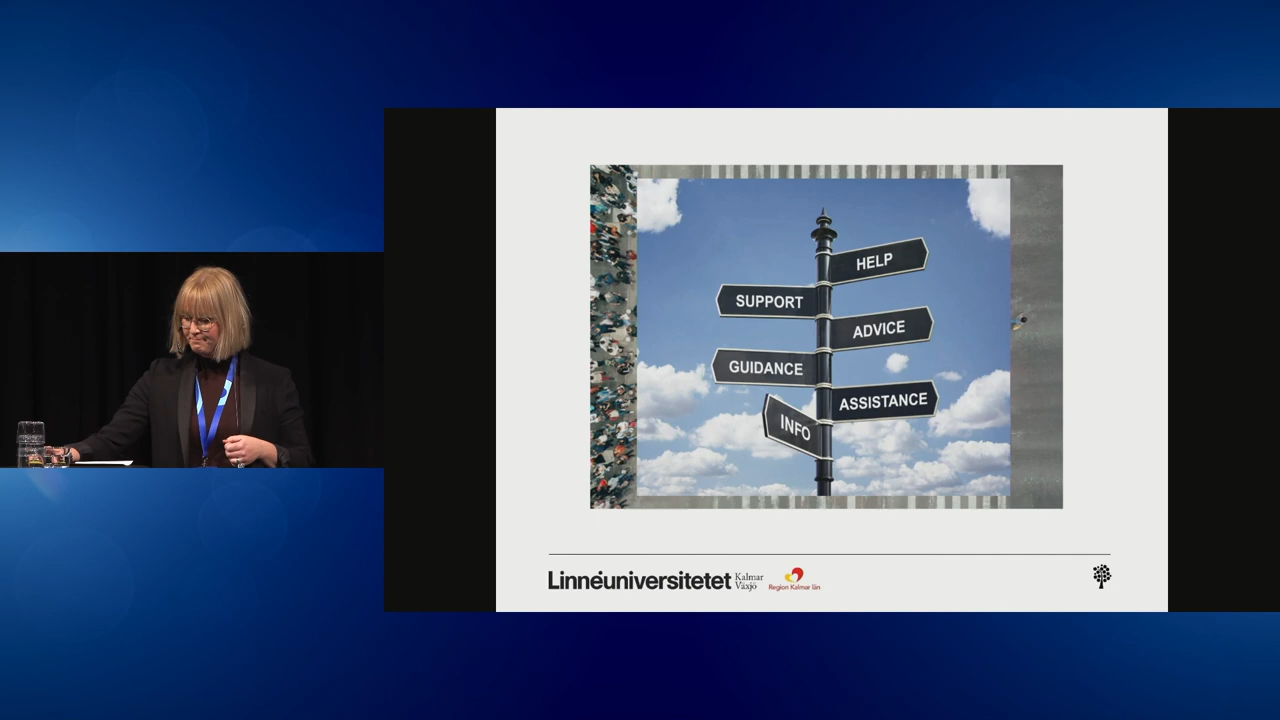 HELP
SUPPORT
ADVICE
GUIDANCE
ASSISTANCE
INFO
Linnéuniversitetet Kalmar Växjö
Region Kalmar län